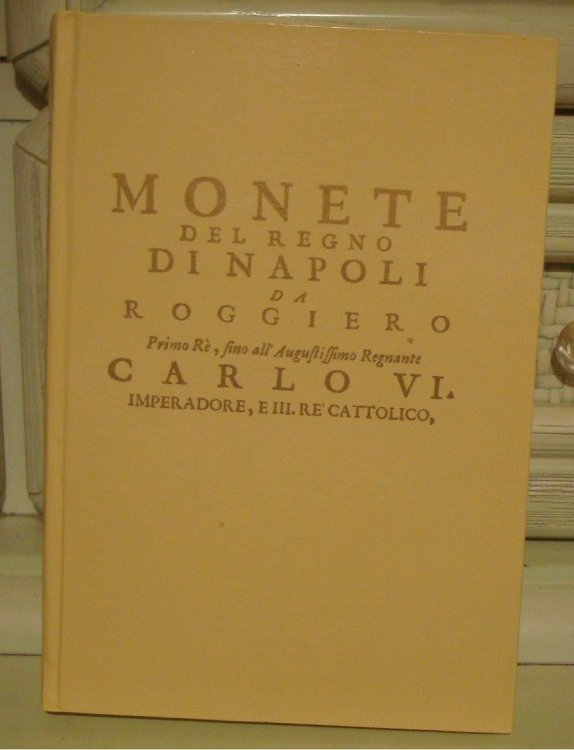 MONETE
DEL REGNO
DI NAPOLI
DA
ROGGIERO
Primo Rè, fino all' Auguſtiſſimo Regnante
CARLO VI.
IMPERADORE, E III. RE' CATTOLICO,